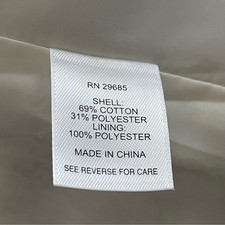 RN 29685
SHELL:
69% COTTON
31% POLYESTER
LINING:
100% POLYESTER
MADE IN CHINA
SEE REVERSE FOR CARE